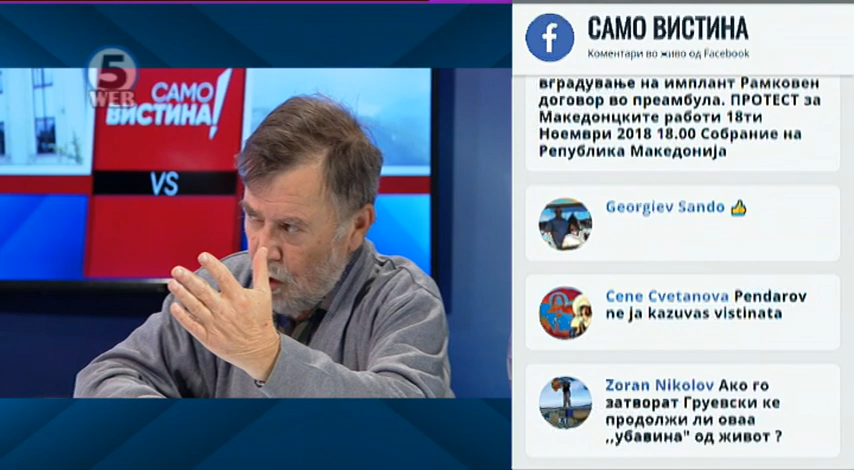 5
WEB
САМО
ВИСТИНА!
VS
САМО ВИСТИНА
Коментари во живо од Facebook
вградување на имплант Рамковен
договор во преамбула. ПРОТЕСТ за
Македонцките работи 18ти
Ноември 2018 18.00 Собрание на
Република Македонија
Georgiev Sando 👍
Cene Cvetanova Pendarov
ne ja kazuvas vistinata
Zoran Nikolov Ако го
затворат Груевски ке
продолжи ли оваа
,,убавина" од живот ?